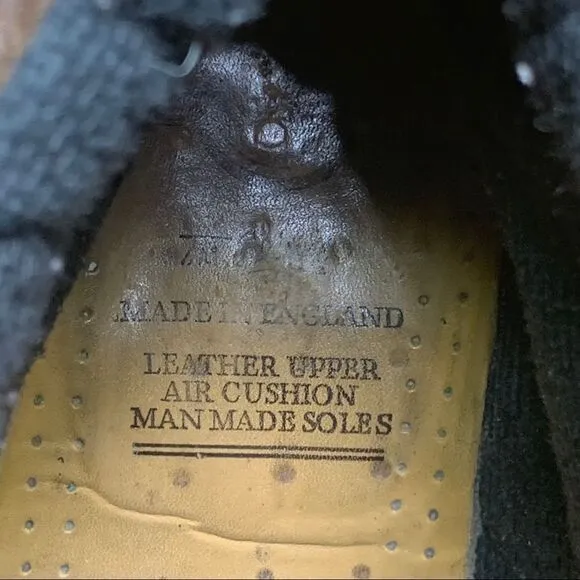 MADE IN ENGLAND
LEATHER UPPER
AIR CUSHION
MAN MADE SOLES